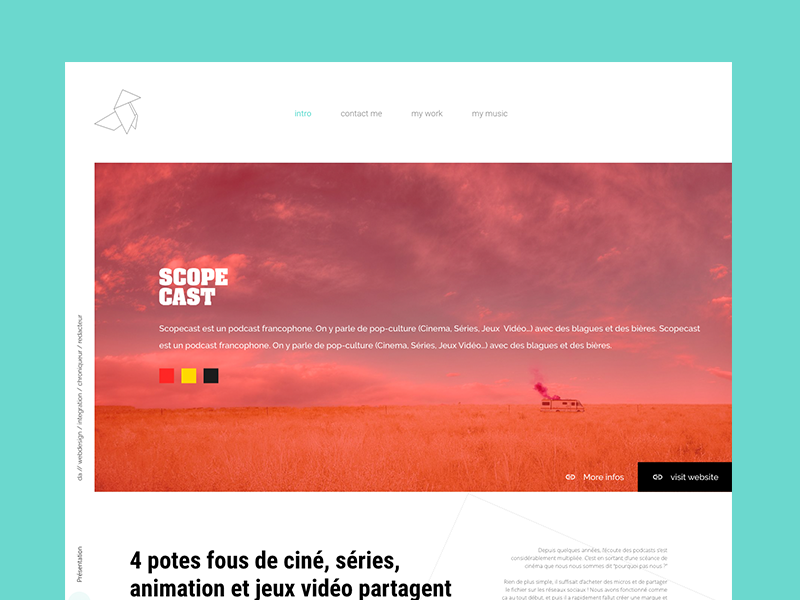 intro
contact me
my work
my music
SCOPE
CAST
Scopecast est un podcast francophone. On y parle de pop-culture (Cinema, Séries, Jeux Vidéo...) avec des blagues et des bières. Scopecast
est un podcast francophone. On y parle de pop-culture (Cinema, Séries, Jeux Vidéo...) avec des blagues et des bières.
More infos
visit website
da // webdesign / integration / chroniqueur / redacteur
Présentation
4 potes fous de ciné, séries,
animation et jeux vidéo partagent
Depuis quelques années, l'écoute des podcasts s'est
considérablement multipliée. C'est en sortant d'une scéance de
cinéma que nous nous sommes dit "pourquoi pas nous ?"
Rien de plus simple, il suffisait d'acheter des micros et de partager
le fichier sur les réseaux sociaux ! Nous avons fonctionné comme
ça au tout début, et puis il a rapidement fallut créer une marque et